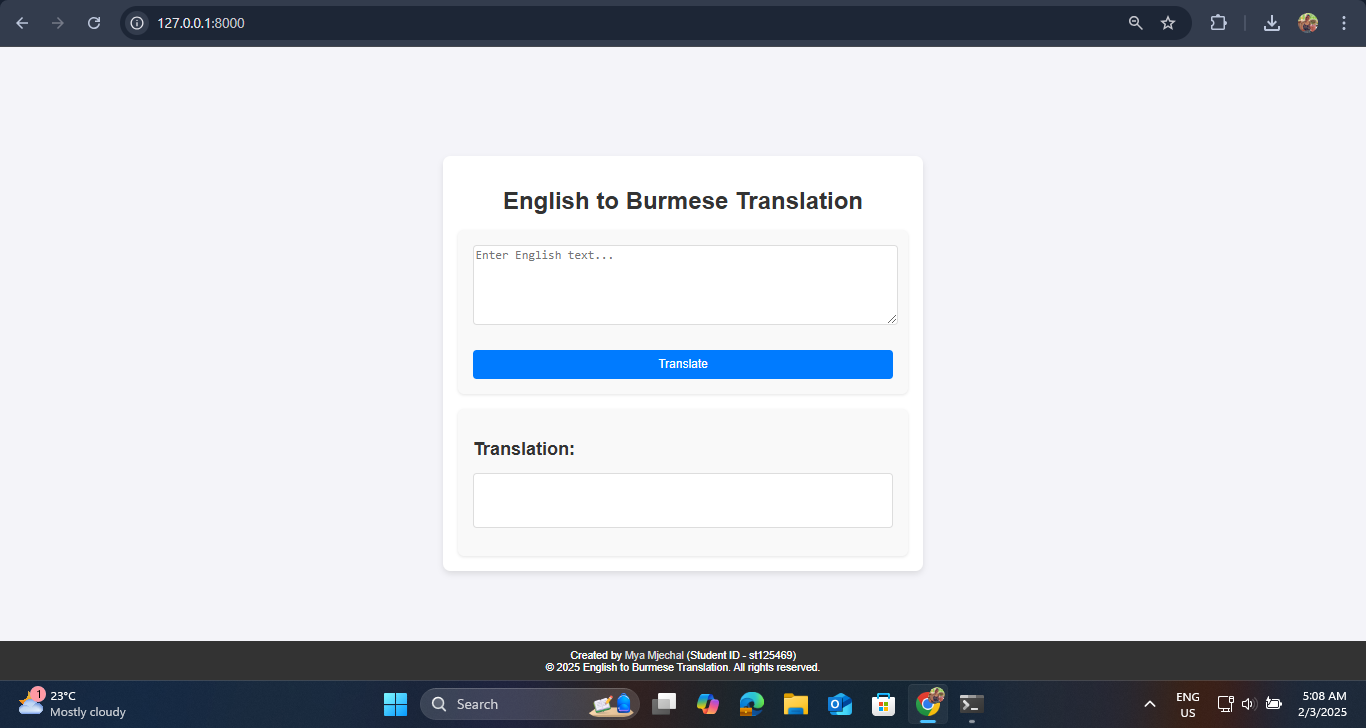 127.0.0.1:8000
English to Burmese Translation
Enter English text...
Translate
Translation:
Created by Mya Mjechal (Student ID - st125469)
© 2025 English to Burmese Translation. All rights reserved.
1
23°C
Mostly cloudy
Search
ENG
US
5:08 AM
2/3/2025